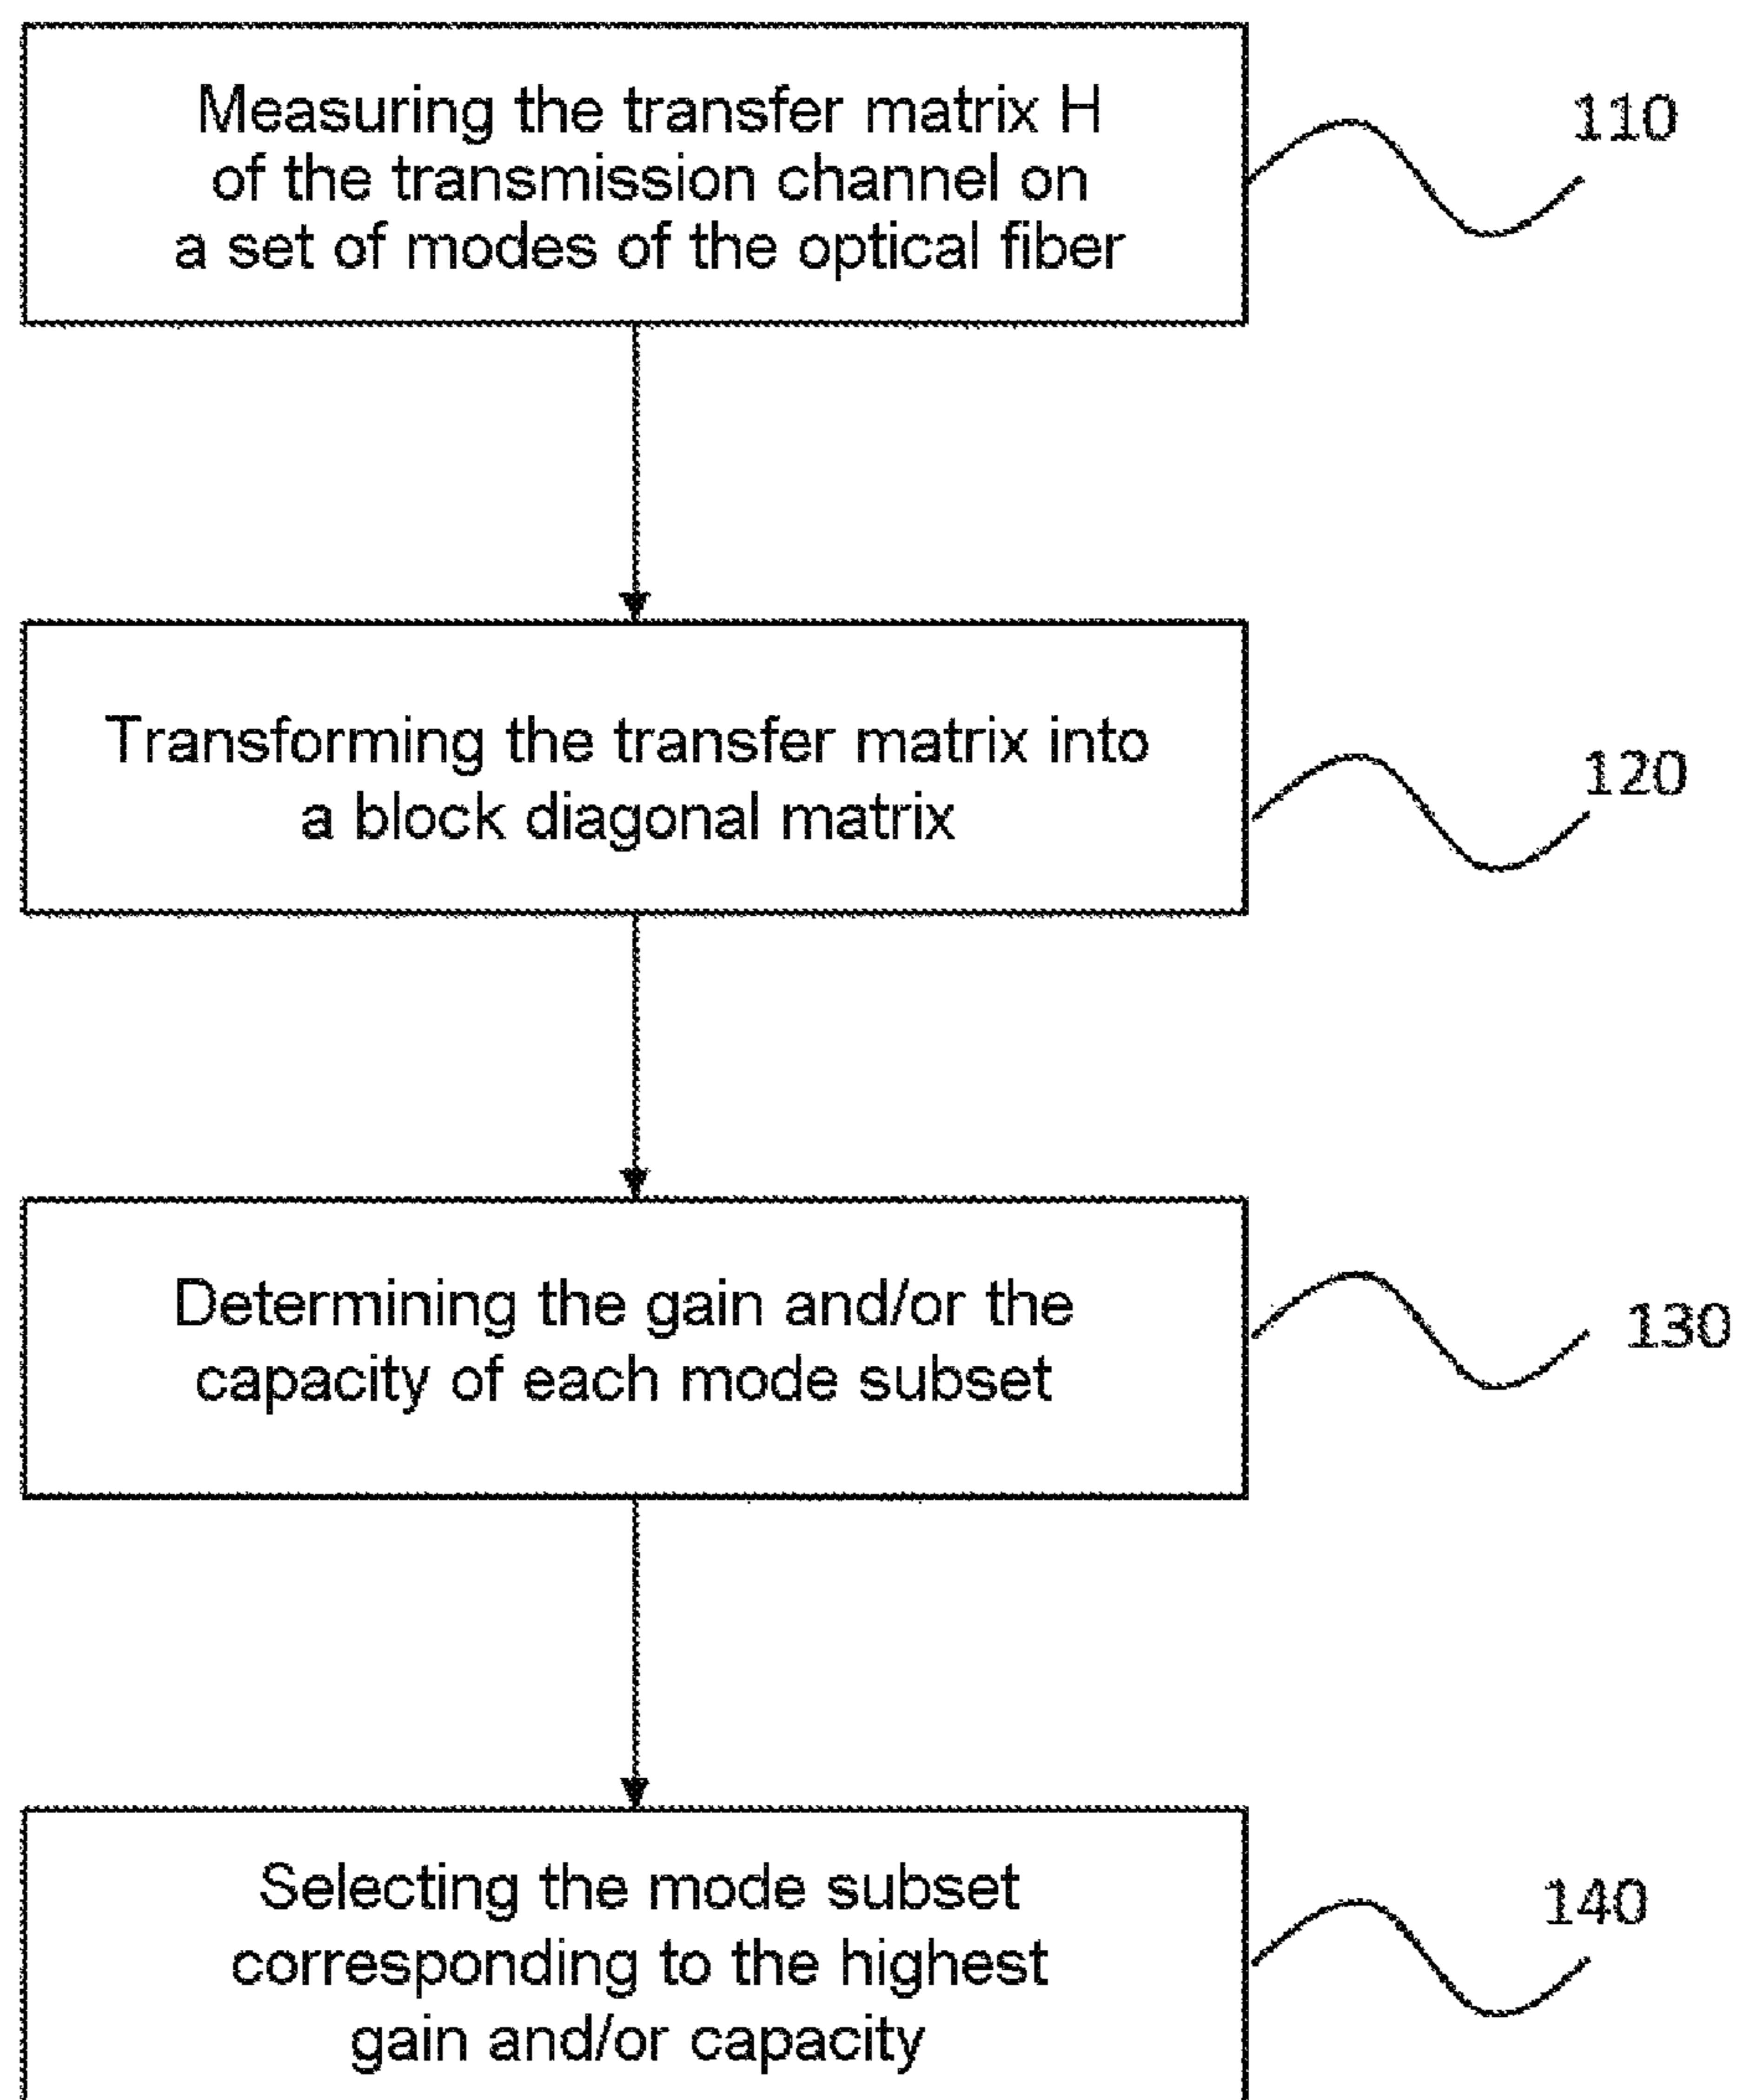 Measuring the transfer matrix H
of the transmission channel on
a set of modes of the optical fiber
110
Transforming the transfer matrix into
a block diagonal matrix
120
Determining the gain and/or the
capacity of each mode subset
130
Selecting the mode subset
corresponding to the highest
gain and/or capacity
140